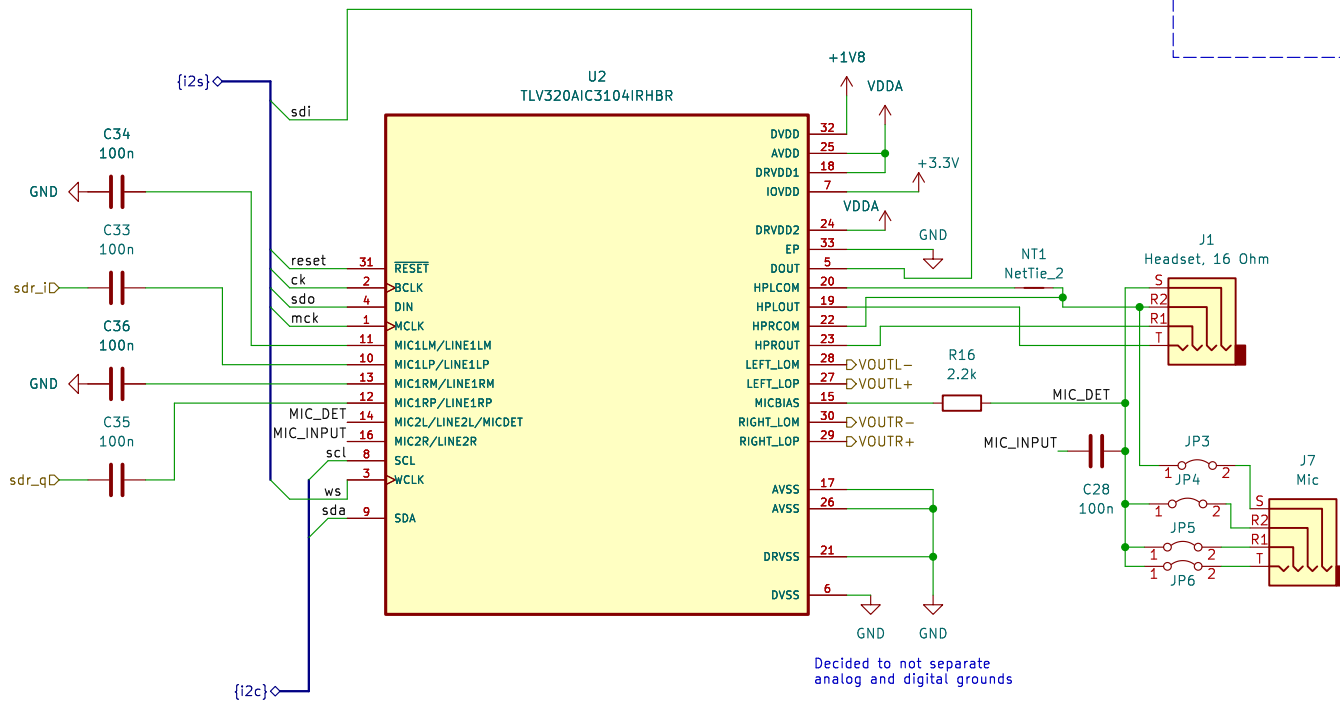 {i2s}
sdi
U2
TLV320AIC3104IRHBR
+1V8
VDDA
+3.3V
VDDA
GND
C34
100n
GND
C33
100n
sdr_i
C36
100n
GND
C35
100n
sdr_q
reset
ck
sdo
mck
MIC_DET
MIC_INPUT
scl
ws
sda
{i2c}
31 RESET
2 BCLK
4 DIN
1 MCLK
11 MIC1LM/LINE1LM
10 MIC1LP/LINE1LP
13 MIC1RM/LINE1RM
12 MIC1RP/LINE1RP
14 MIC2L/LINE2L/MICDET
16 MIC2R/LINE2R
8 SCL
3 WCLK
9 SDA
DVDD 32
AVDD 25
DRVDD1 18
IOVDD 7
DRVDD2 24
EP 33
DOUT 5
HPLCOM 20
HPLOUT 19
HPRCOM 22
HPROUT 23
LEFT_LOM 28 VOUTL-
LEFT_LOP 27 VOUTL+
MICBIAS 15
RIGHT_LOM 30 VOUTR-
RIGHT_LOP 29 VOUTR+
AVSS 17
AVSS 26
DRVSS 21
DVSS 6
GND
GND
Decided to not separate
analog and digital grounds
NT1
NetTie_2
J1
Headset, 16 Ohm
S
R2
R1
T
R16
2.2k
MIC_DET
MIC_INPUT
C28
100n
JP3
1 2
JP4
1 2
JP5
1 2
1 2
JP6
J7
Mic
S
R2
R1
T